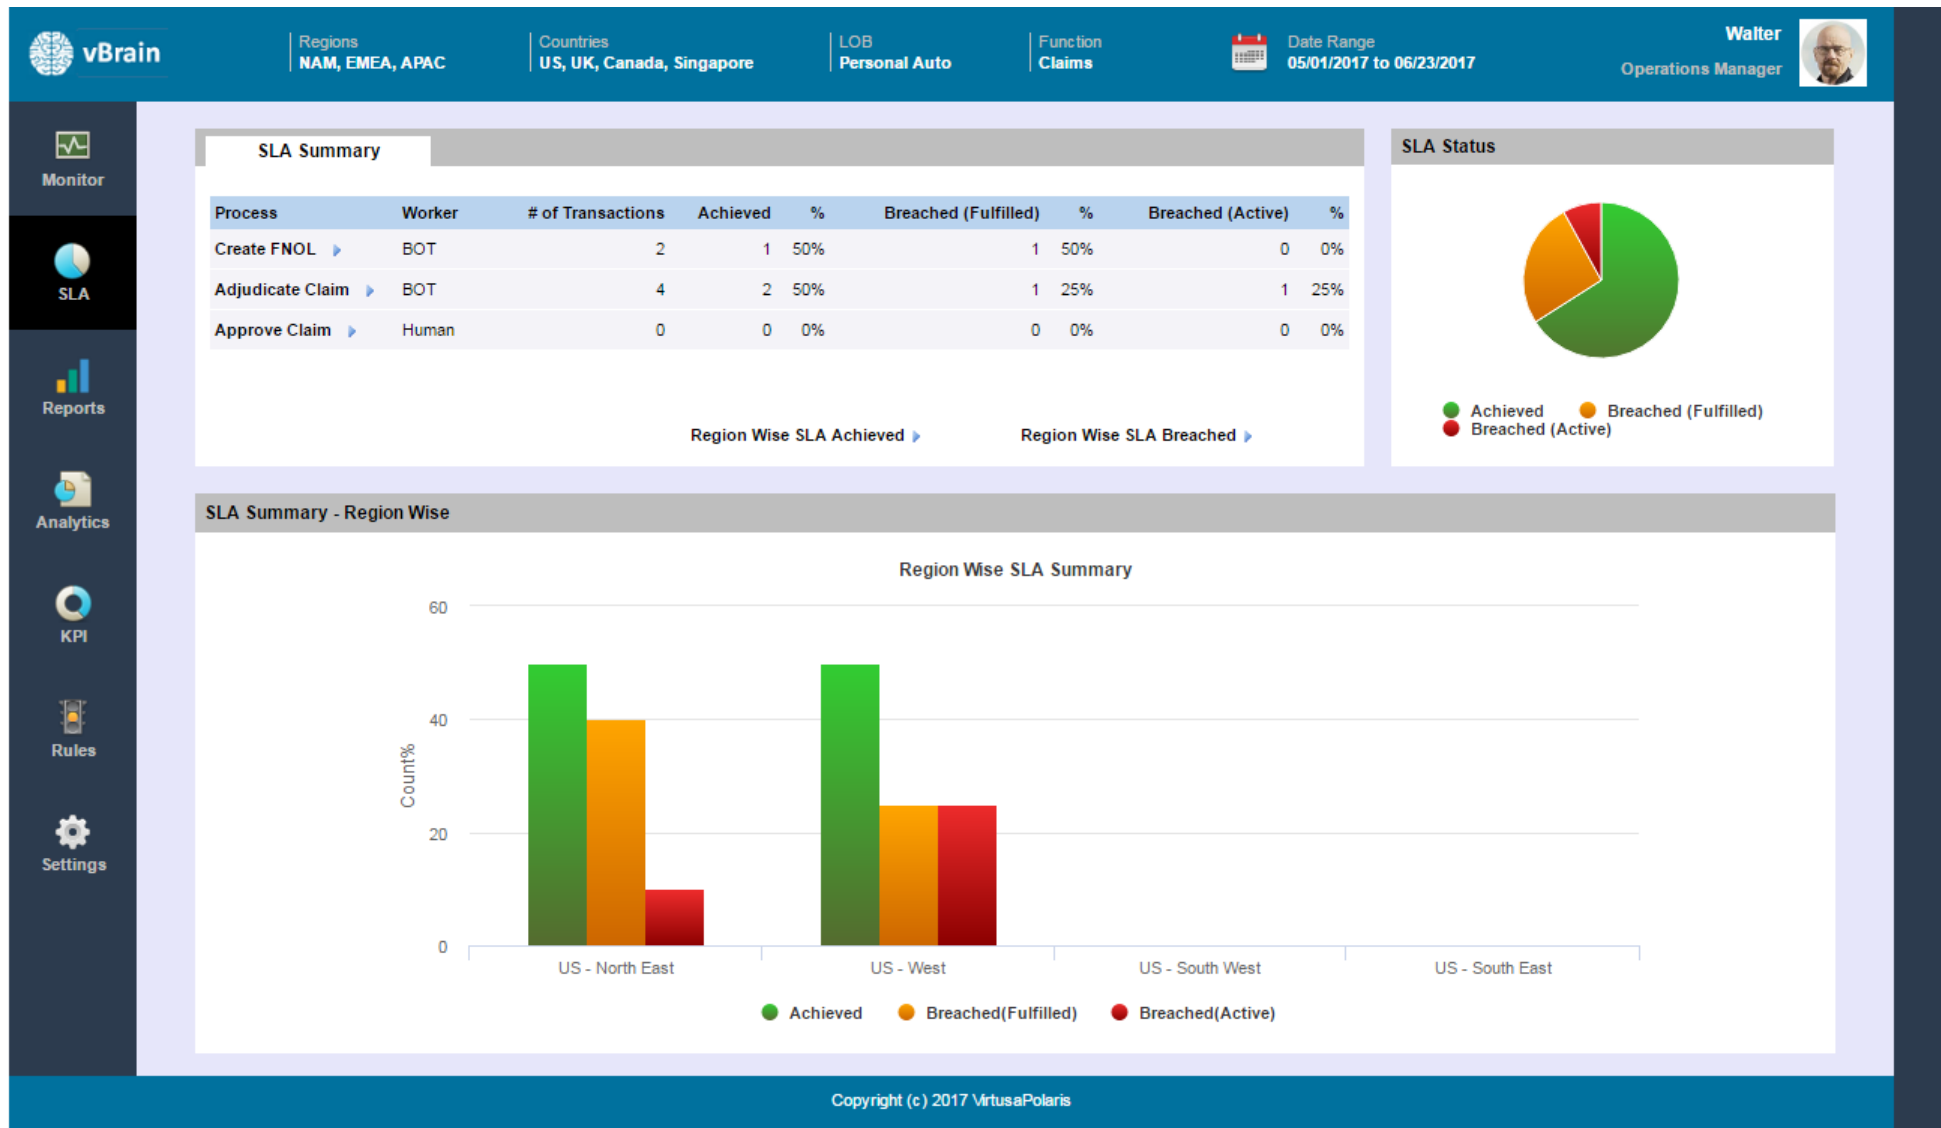 vBrain
Regions
NAM, EMEA, APAC
Countries
US, UK, Canada, Singapore
LOB
Personal Auto
Function
Claims
Date Range
05/01/2017 to 06/23/2017
Walter
Operations Manager
Monitor
SLA
Reports
Analytics
KPI
Rules
Settings
SLA Summary
Process Worker # of Transactions Achieved % Breached (Fulfilled) % Breached (Active) %
Create FNOL BOT 2 1 50% 1 50% 0 0%
Adjudicate Claim BOT 4 2 50% 1 25% 1 25%
Approve Claim Human 0 0 0% 0 0% 0 0%
Region Wise SLA Achieved Region Wise SLA Breached
SLA Status
Achieved Breached (Fulfilled)
Breached (Active)
SLA Summary - Region Wise
Region Wise SLA Summary
60
40
20
0
Count%
US - North East US - West US - South West US - South East
Achieved Breached(Fulfilled) Breached(Active)
Copyright (c) 2017 VirtusaPolaris